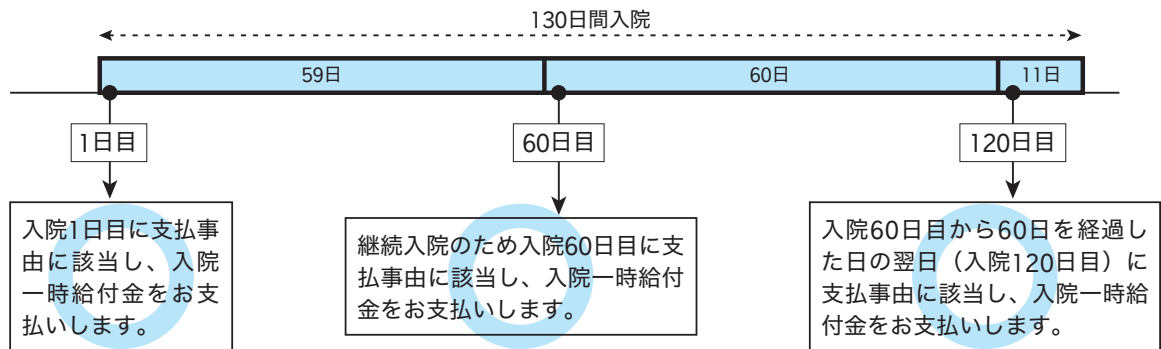 130日間入院
59日
60日
11日
1日目
60日目
120日目
入院1日目に支払事
由に該当し、入院
一時給付金をお支
払いします。
継続入院のため入院60日目に支
払事由に該当し、入院一時給付
金をお支払いします。
入院60日目から60日を経過し
た日の翌日（入院120日目）に
支払事由に該当し、入院一時給
付金をお支払いします。